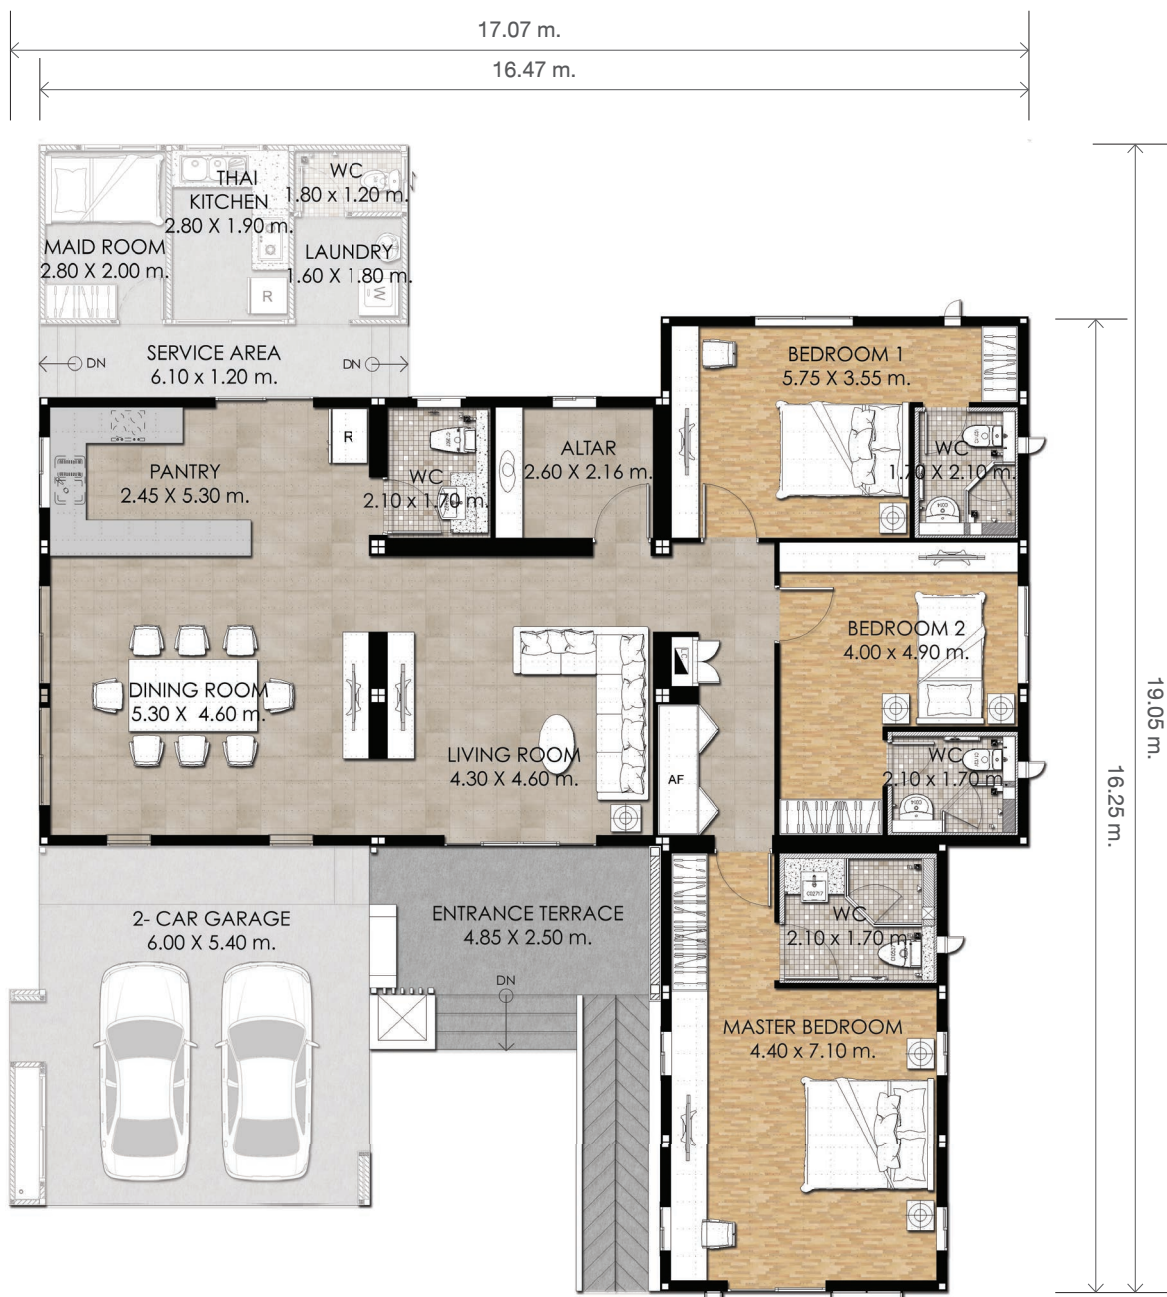 17.07 m.
16.47 m.
WC
1.80 x 1.20 m.
THAI
KITCHEN
2.80 X 1.90 m.
MAID ROOM
2.80 X 2.00 m.
LAUNDRY
1.60 X 1.80 m.
R
W
SERVICE AREA
6.10 x 1.20 m.
DN
DN
BEDROOM 1
5.75 X 3.55 m.
R
PANTRY
2.45 X 5.30 m.
WC
2.10 x 1.70 m.
ALTAR
2.60 X 2.16 m.
WC
1.70 X 2.10 m.
BEDROOM 2
4.00 x 4.90 m.
DINING ROOM
5.30 X 4.60 m.
LIVING ROOM
4.30 X 4.60 m.
AF
WC
2.10 x 1.70 m.
19.05 m.
16.25 m.
2- CAR GARAGE
6.00 X 5.40 m.
ENTRANCE TERRACE
4.85 X 2.50 m.
WC
2.10 x 1.70 m.
DN
MASTER BEDROOM
4.40 x 7.10 m.